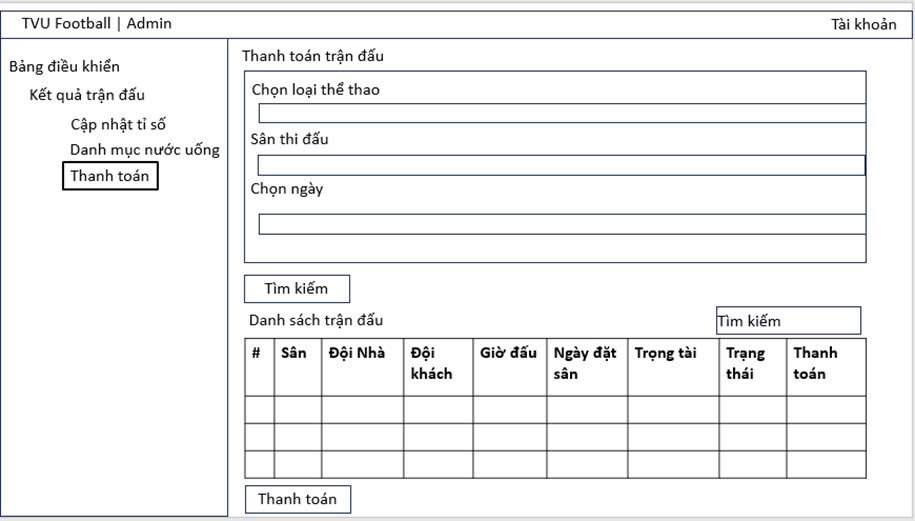 TVU Football | Admin
Tài khoản
Bảng điều khiển
Kết quả trận đấu
Cập nhật tỉ số
Danh mục nước uống
Thanh toán
Thanh toán trận đấu
Chọn loại thể thao
Sân thi đấu
Chọn ngày
Tìm kiếm
Danh sách trận đấu
Tìm kiếm
# Sân Đội Nhà Đội khách Giờ đấu Ngày đặt sân Trọng tài Trạng thái Thanh toán
Thanh toán